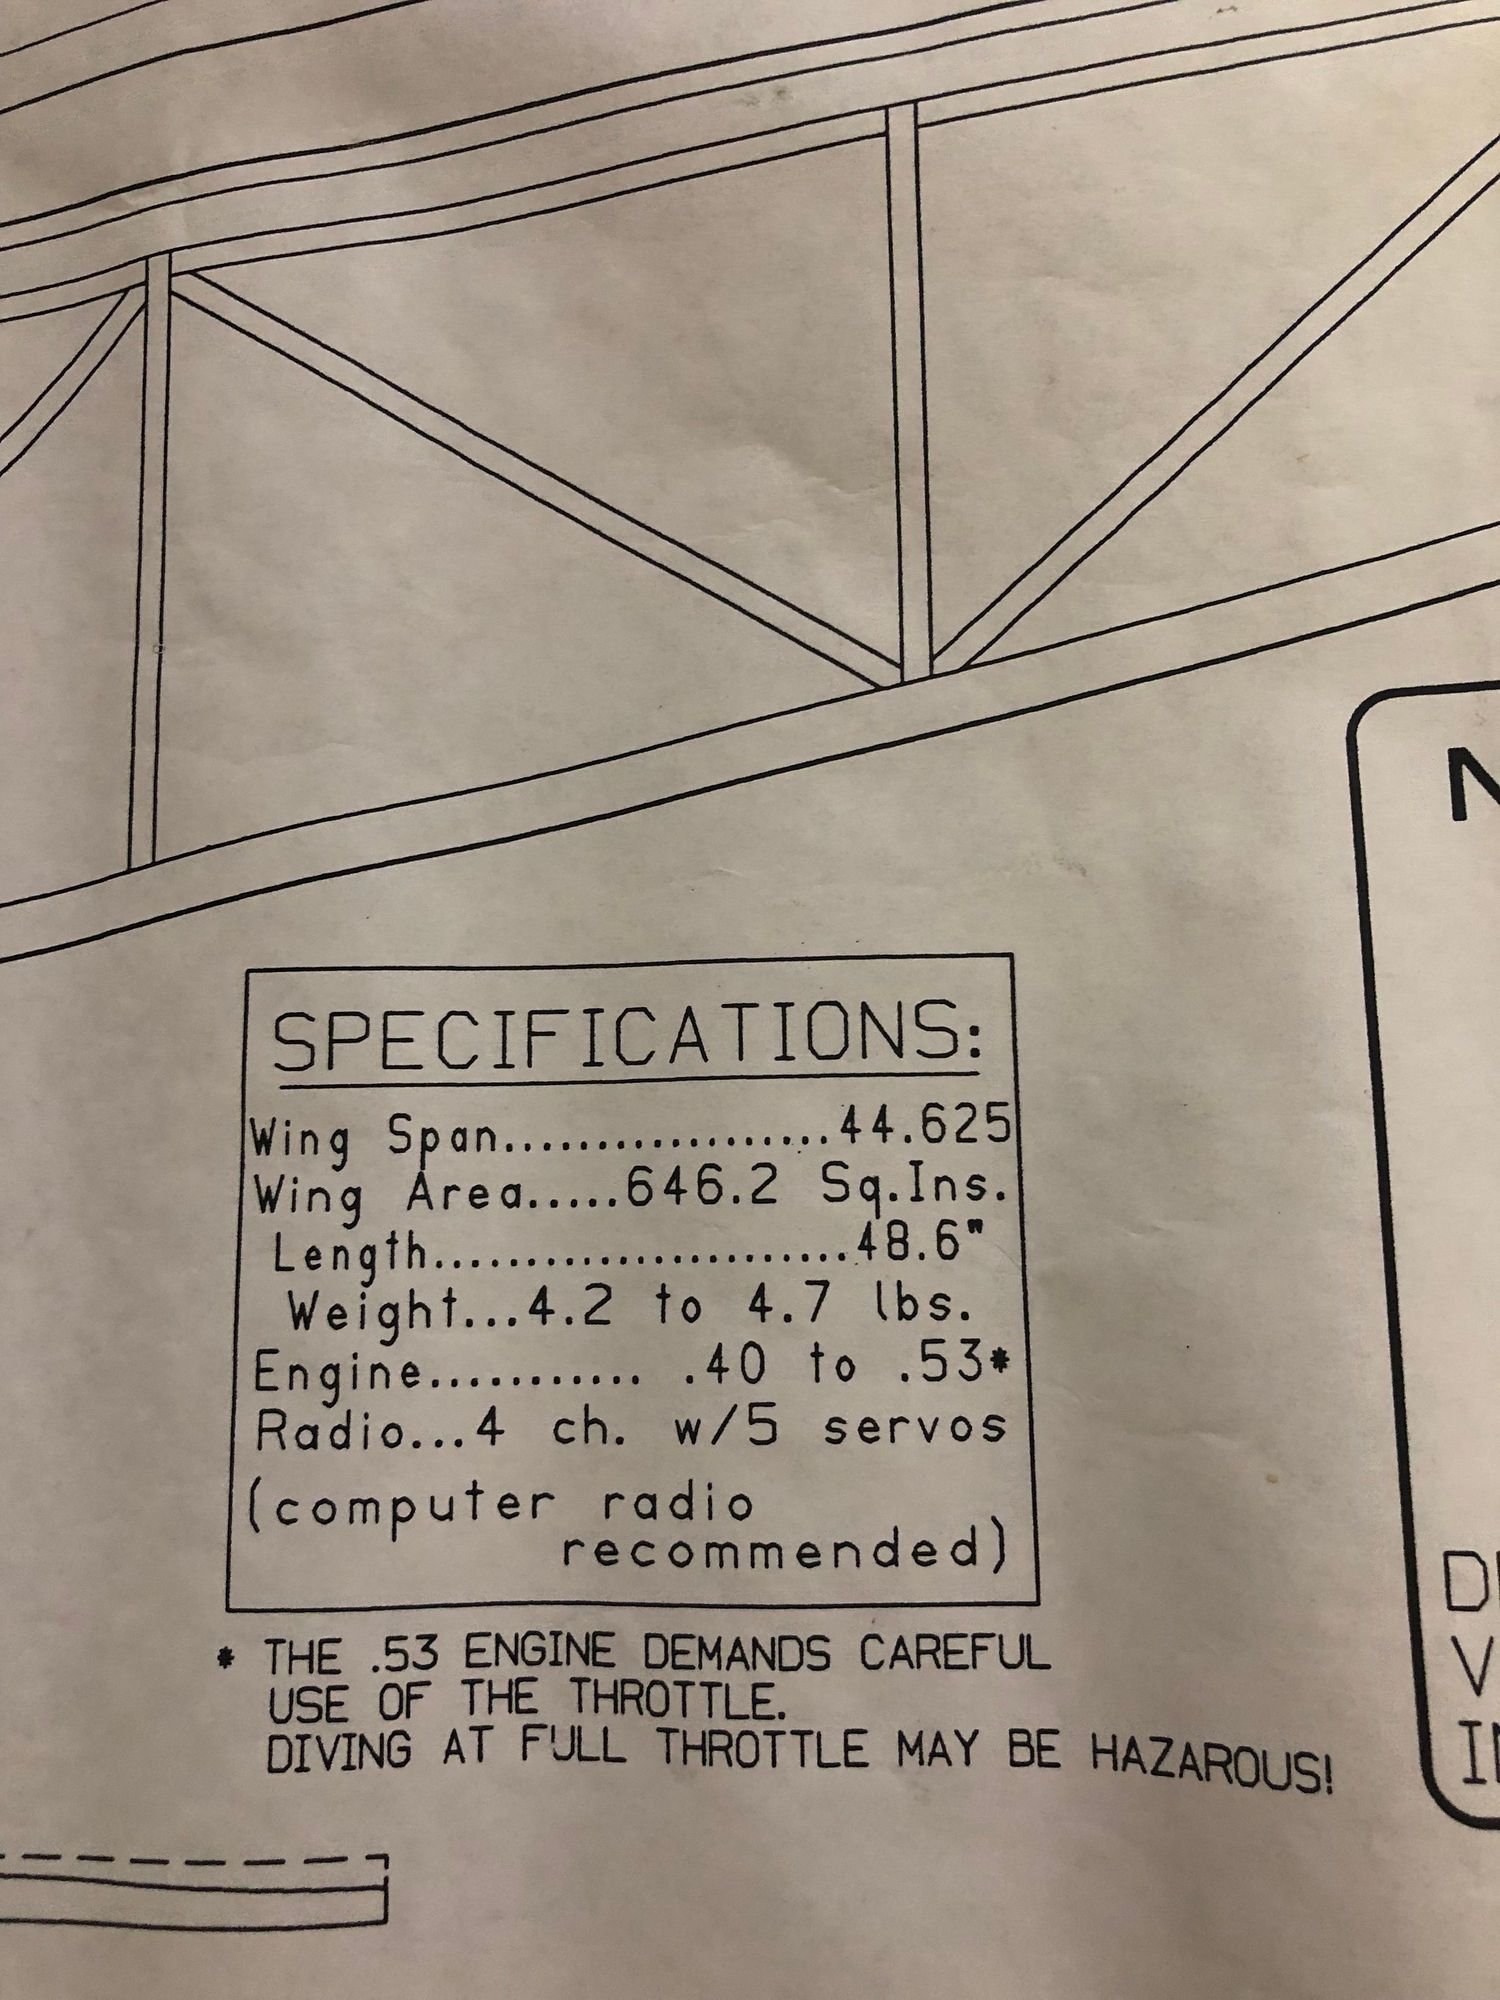 SPECIFICATIONS:
Wing Span..................44.625
Wing Area.....646.2 Sq.Ins.
Length.......................48.6"
Weight...4.2 to 4.7 lbs.
Engine............ .40 to .53*
Radio...4 ch. w/5 servos
(computer radio
recommended)
* THE .53 ENGINE DEMANDS CAREFUL
USE OF THE THROTTLE.
DIVING AT FULL THROTTLE MAY BE HAZAROUS!